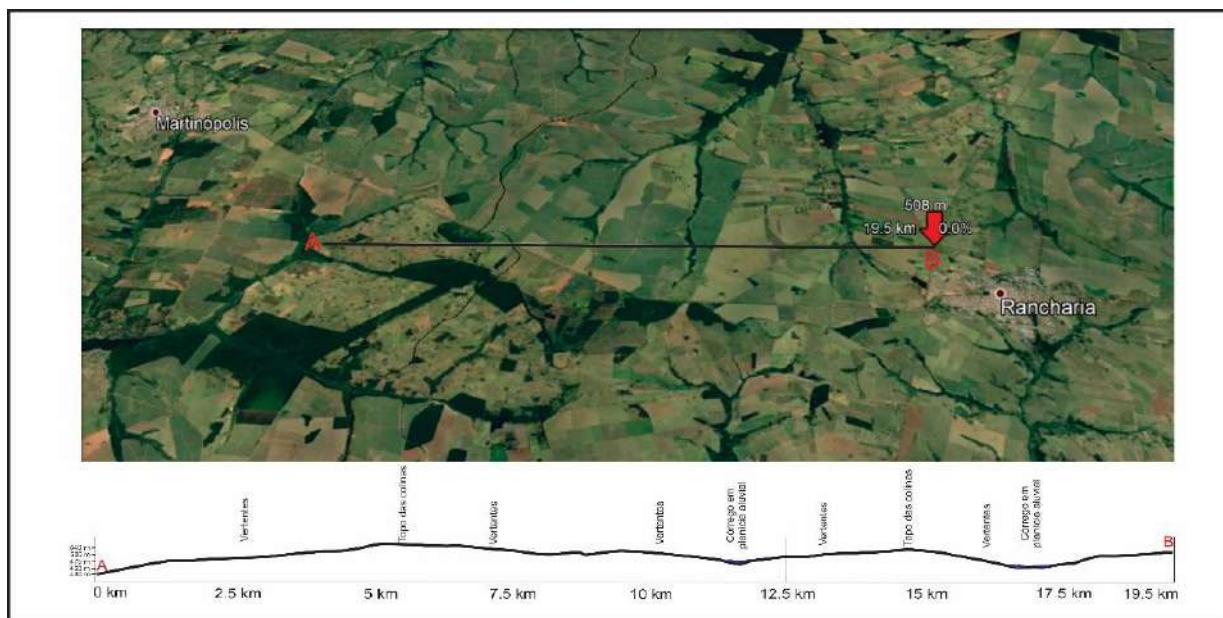 Martinópolis
508 m
19.5 km
0.0%
A
B
Rancharia
Vertentes
Topo das colinas
Vertentes
Vertentes
Córrego em
planície aluvial
Vertentes
Topo das colinas
Vertentes
Córrego em
planície aluvial
A
B
0 km
2.5 km
5 km
7.5 km
10 km
12.5 km
15 km
17.5 km
19.5 km